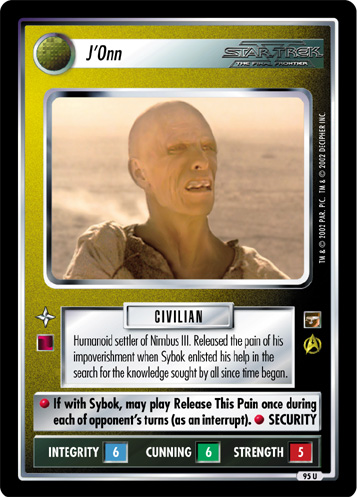 J'Onn
STAR TREK
THE FINAL FRONTIER
TM & © 2002 PAR. PIC. TM & © 2002 DECIPHER INC.
CIVILIAN
Humanoid settler of Nimbus III. Released the pain of his
impoverishment when Sybok enlisted his help in the
search for the knowledge sought by all since time began.
If with Sybok, may play Release This Pain once during
each of opponent's turns (as an interrupt). SECURITY
INTEGRITY 6 CUNNING 6 STRENGTH 5
95 U